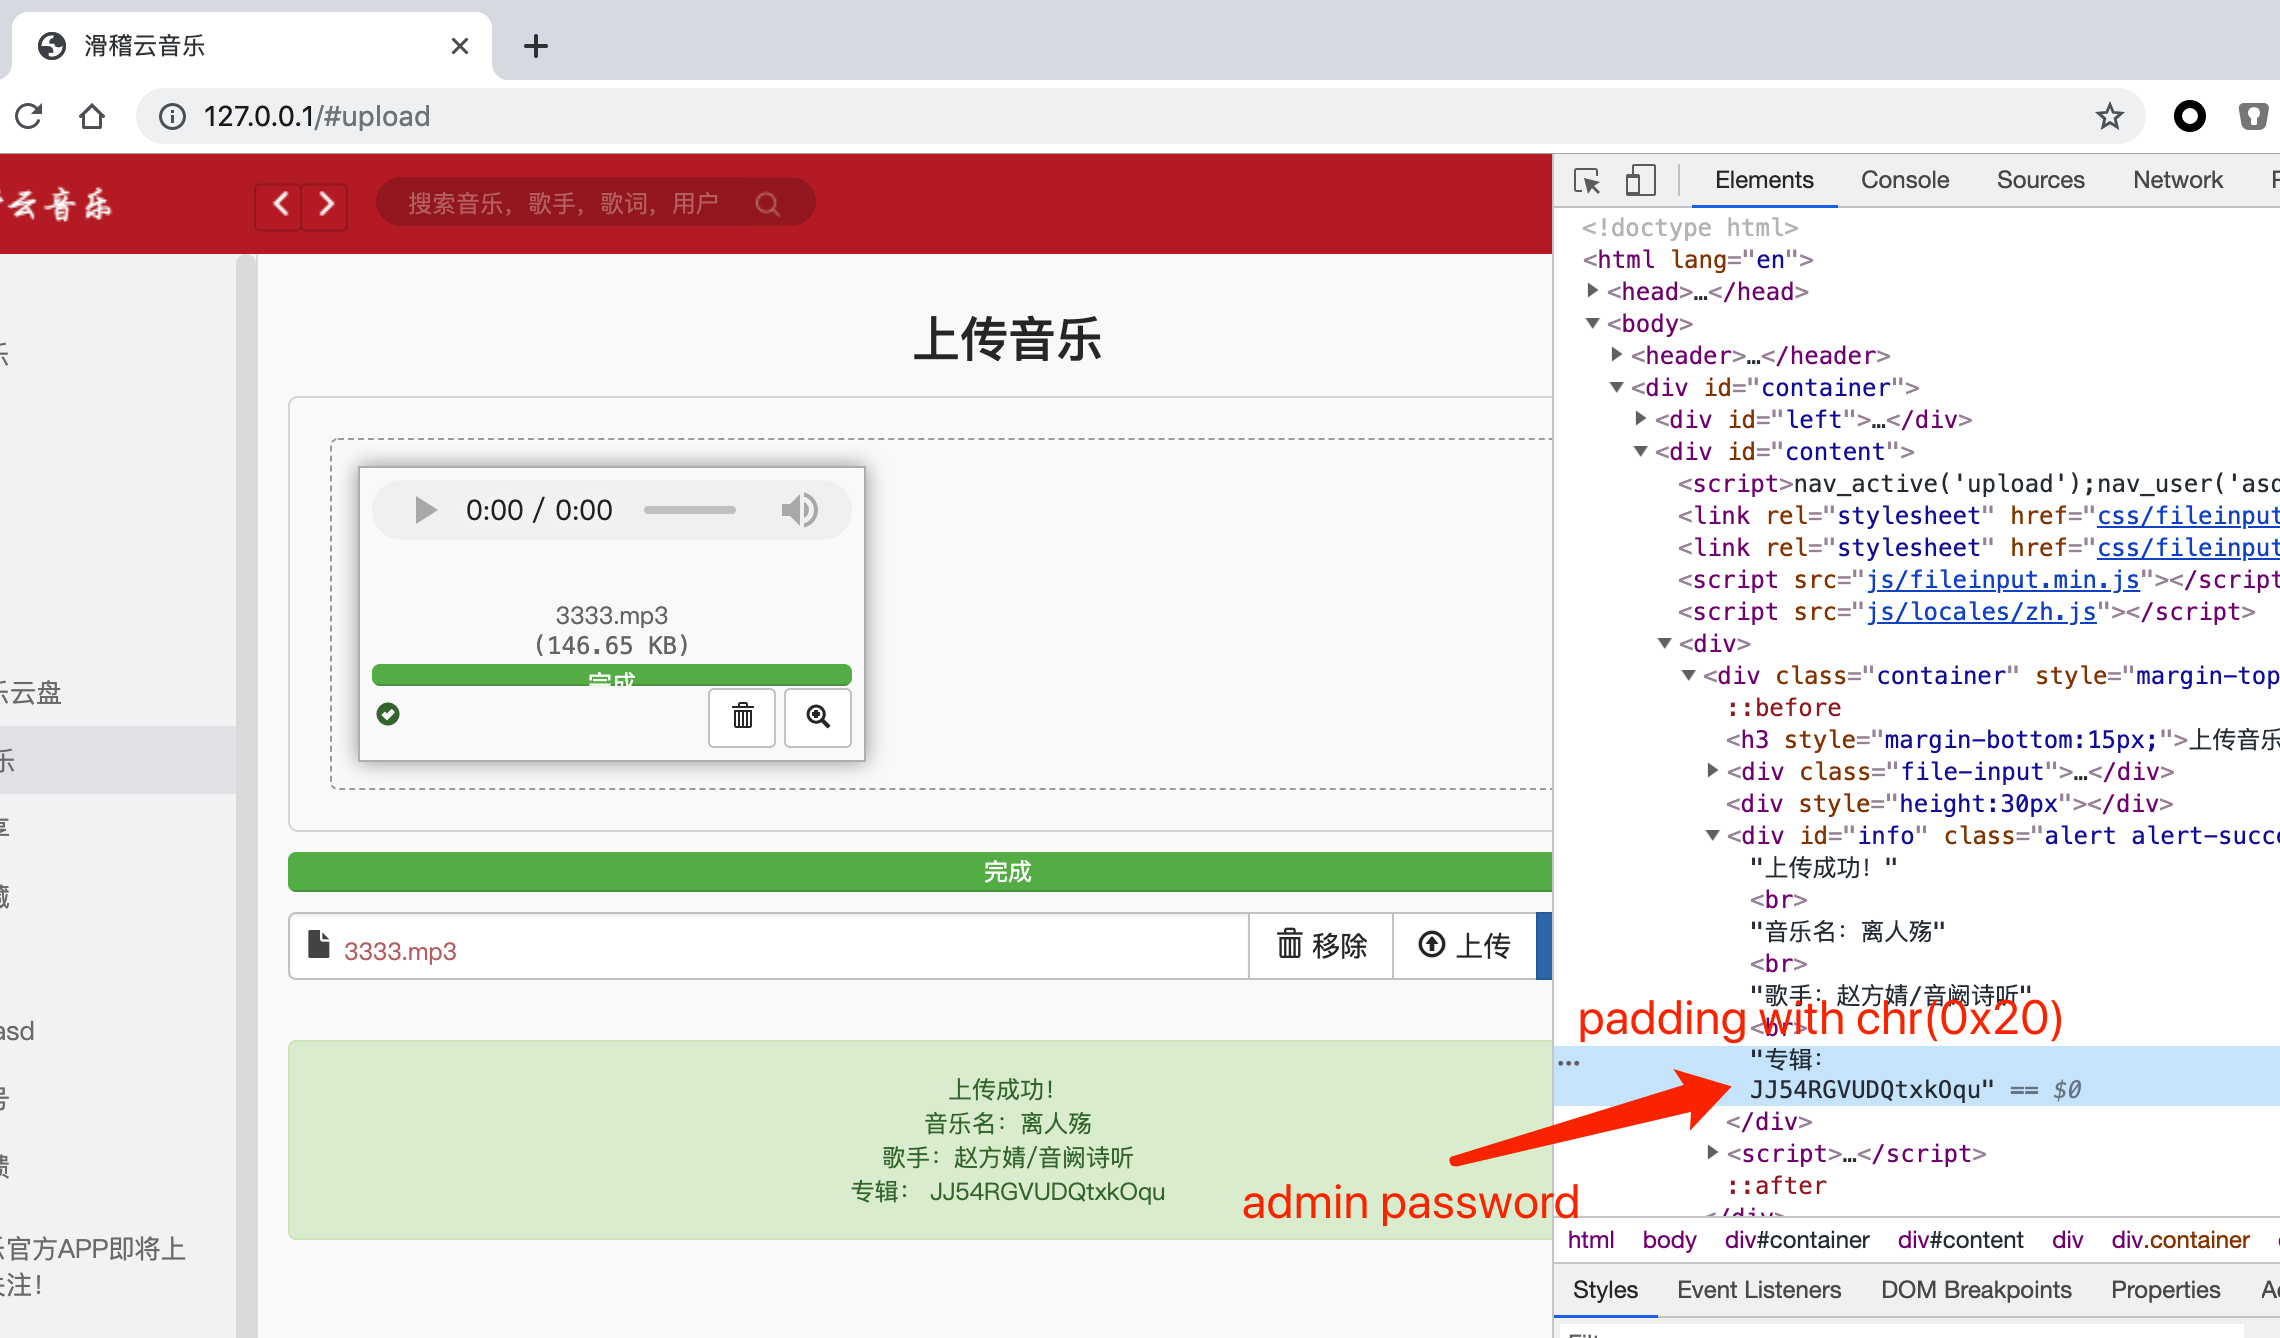 滑稽云音乐
127.0.0.1/#upload
云音乐
搜索音乐，歌手，歌词，用户
Elements Console Sources Network
乐
乐云盘
乐
享
藏
asd
号
馈
乐官方APP即将上
关注！
上传音乐
0:00 / 0:00
3333.mp3
(146.65 KB)
完成
完成
3333.mp3
移除
上传
上传成功！
音乐名：离人殇
歌手：赵方婧/音阙诗听
专辑： JJ54RGVUDQtxkOqu
<!doctype html>
<html lang="en">
<head>…</head>
<body>
<header>…</header>
<div id="container">
<div id="left">…</div>
<div id="content">
<script>nav_active('upload');nav_user('asd
<link rel="stylesheet" href="css/fileinput
<link rel="stylesheet" href="css/fileinput
<script src="js/fileinput.min.js"></script
<script src="js/locales/zh.js"></script>
<div>
<div class="container" style="margin-top
::before
<h3 style="margin-bottom:15px;">上传音乐
<div class="file-input">…</div>
<div style="height:30px"></div>
<div id="info" class="alert alert-succe
"上传成功！"
<br>
"音乐名：离人殇"
<br>
"歌手：赵方婧/音阙诗听"
<br>
padding with chr(0x20)
"专辑：
JJ54RGVUDQtxkOqu" == $0
admin password
</div>
<script>…</script>
::after
</div>
html body div#container div#content div div.container
Styles Event Listeners DOM Breakpoints Properties